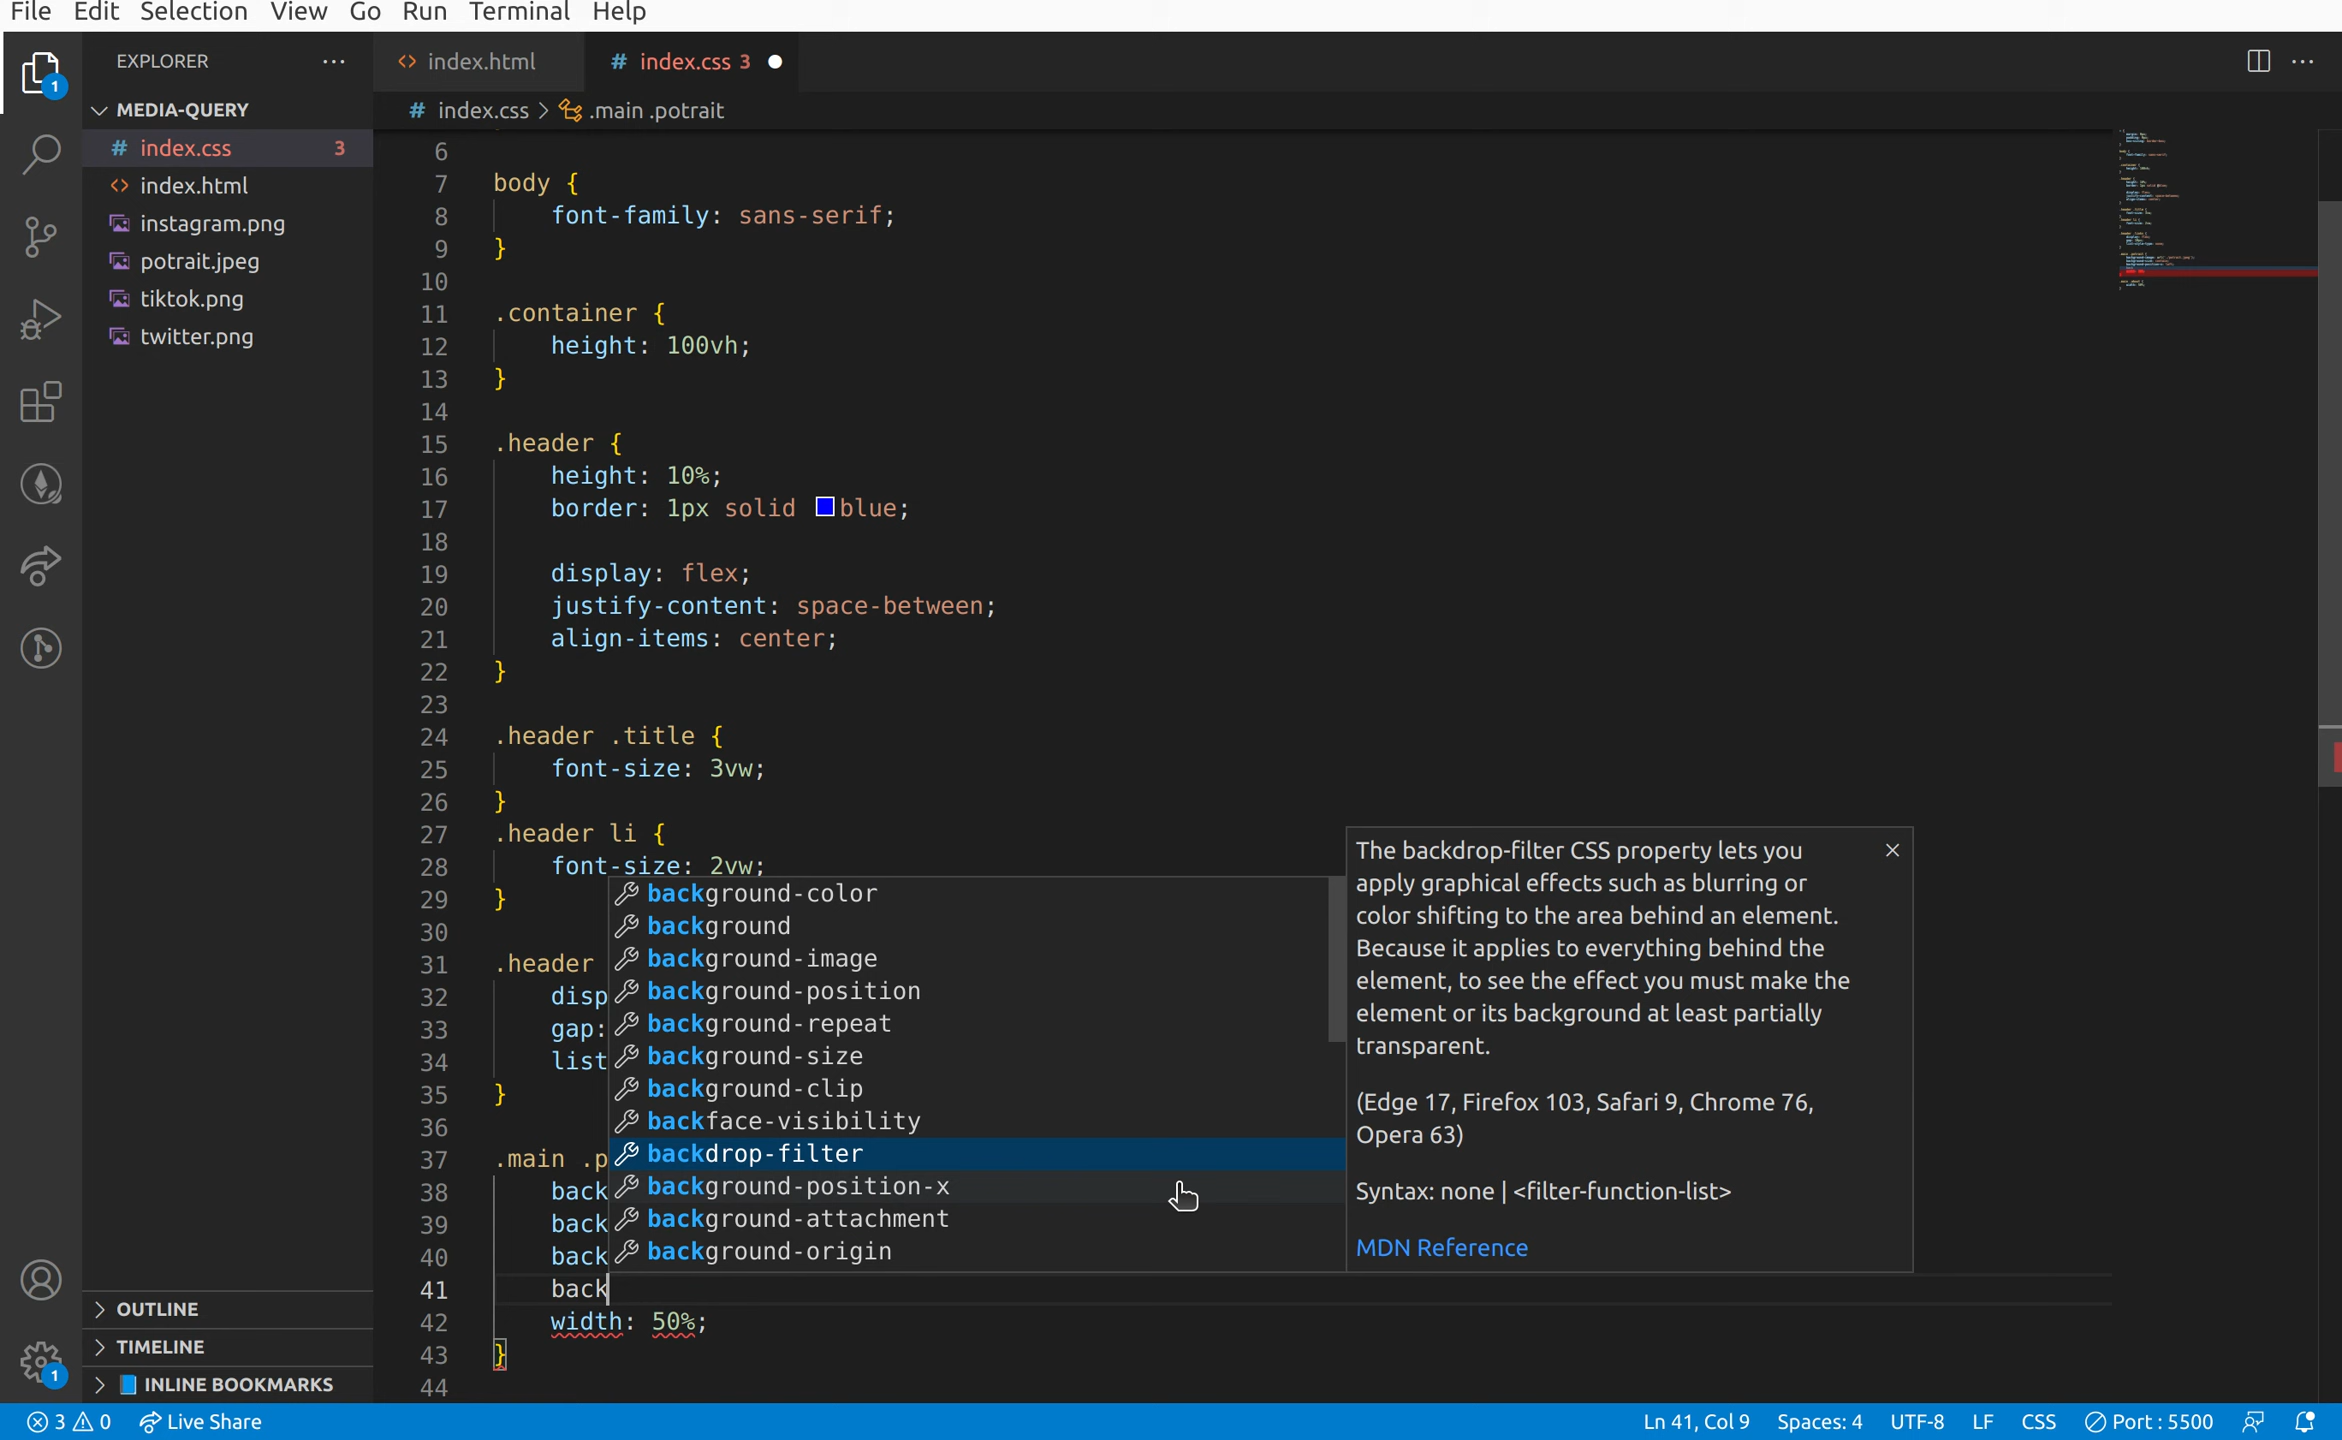 File Edit Selection View Go Run Terminal Help
EXPLORER ...
<> index.html
# index.css 3
MEDIA-QUERY
# index.css > .main .potrait
# index.css 3
<> index.html
instagram.png
potrait.jpeg
tiktok.png
twitter.png
6
7 body {
8 font-family: sans-serif;
9 }
10
11 .container {
12 height: 100vh;
13 }
14
15 .header {
16 height: 10%;
17 border: 1px solid blue;
18
19 display: flex;
20 justify-content: space-between;
21 align-items: center;
22 }
23
24 .header .title {
25 font-size: 3vw;
26 }
27 .header li {
28 font-size: 2vw;
29 }
30
31 .header
32 disp
33 gap:
34 list
35 }
36
37 .main .p
38 back
39 back
40 back
41 back
42 width: 50%;
43 }
44
background-color
background
background-image
background-position
background-repeat
background-size
background-clip
backface-visibility
backdrop-filter
background-position-x
background-attachment
background-origin
The backdrop-filter CSS property lets you
apply graphical effects such as blurring or
color shifting to the area behind an element.
Because it applies to everything behind the
element, to see the effect you must make the
element or its background at least partially
transparent.
(Edge 17, Firefox 103, Safari 9, Chrome 76,
Opera 63)
Syntax: none | <filter-function-list>
MDN Reference
1
1
OUTLINE
TIMELINE
INLINE BOOKMARKS
3 0 Live Share
Ln 41, Col 9 Spaces: 4 UTF-8 LF CSS Port : 5500